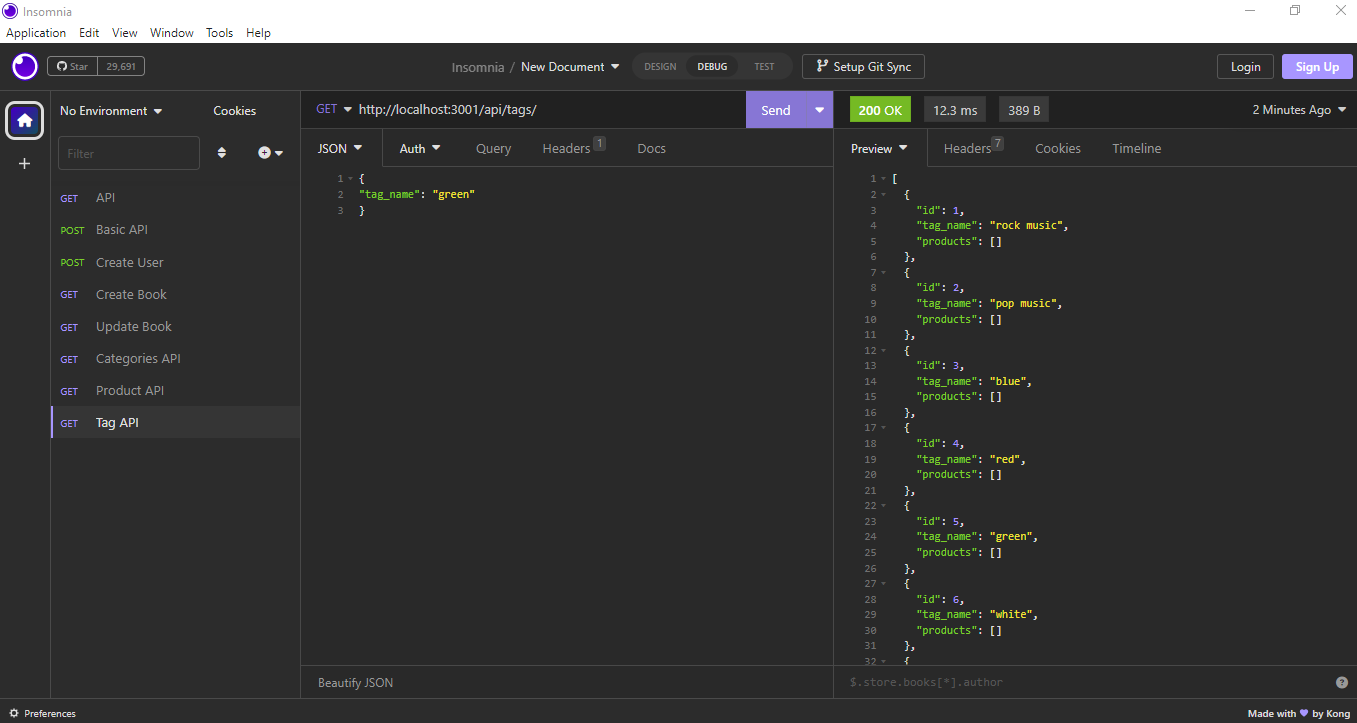 Insomnia
Application Edit View Window Tools Help
Star 29,691
Insomnia / New Document
DESIGN DEBUG TEST
Setup Git Sync
Login Sign Up
No Environment Cookies
Filter
GET API
POST Basic API
POST Create User
GET Create Book
GET Update Book
GET Categories API
GET Product API
GET Tag API
GET http://localhost:3001/api/tags/ Send
JSON Auth Query Headers 1 Docs
1 {
2 "tag_name": "green"
3 }
Beautify JSON
200 OK 12.3 ms 389 B 2 Minutes Ago
Preview Headers 7 Cookies Timeline
1 [
2 {
3 "id": 1,
4 "tag_name": "rock music",
5 "products": []
6 },
7 {
8 "id": 2,
9 "tag_name": "pop music",
10 "products": []
11 },
12 {
13 "id": 3,
14 "tag_name": "blue",
15 "products": []
16 },
17 {
18 "id": 4,
19 "tag_name": "red",
20 "products": []
21 },
22 {
23 "id": 5,
24 "tag_name": "green",
25 "products": []
26 },
27 {
28 "id": 6,
29 "tag_name": "white",
30 "products": []
31 },
32 {
$.store.books[*].author
Preferences
Made with 💜 by Kong